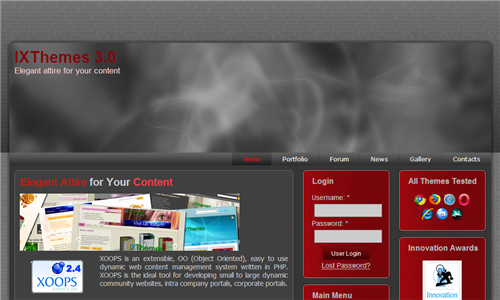 IXThemes 3.0
Elegant attire for your content
Home
Portfolio
Forum
News
Gallery
Contacts
Elegant Attire for Your Content
XOOPS is an extensible, OO (Object Oriented), easy to use
dynamic web content management system written in PHP.
XOOPS is the ideal tool for developing small to large dynamic
community websites, intra company portals, corporate portals.
2.4
XOOPS
Login
Username: *
Password: *
User Login
Lost Password?
Main Menu
All Themes Tested
Innovation Awards
Innovation